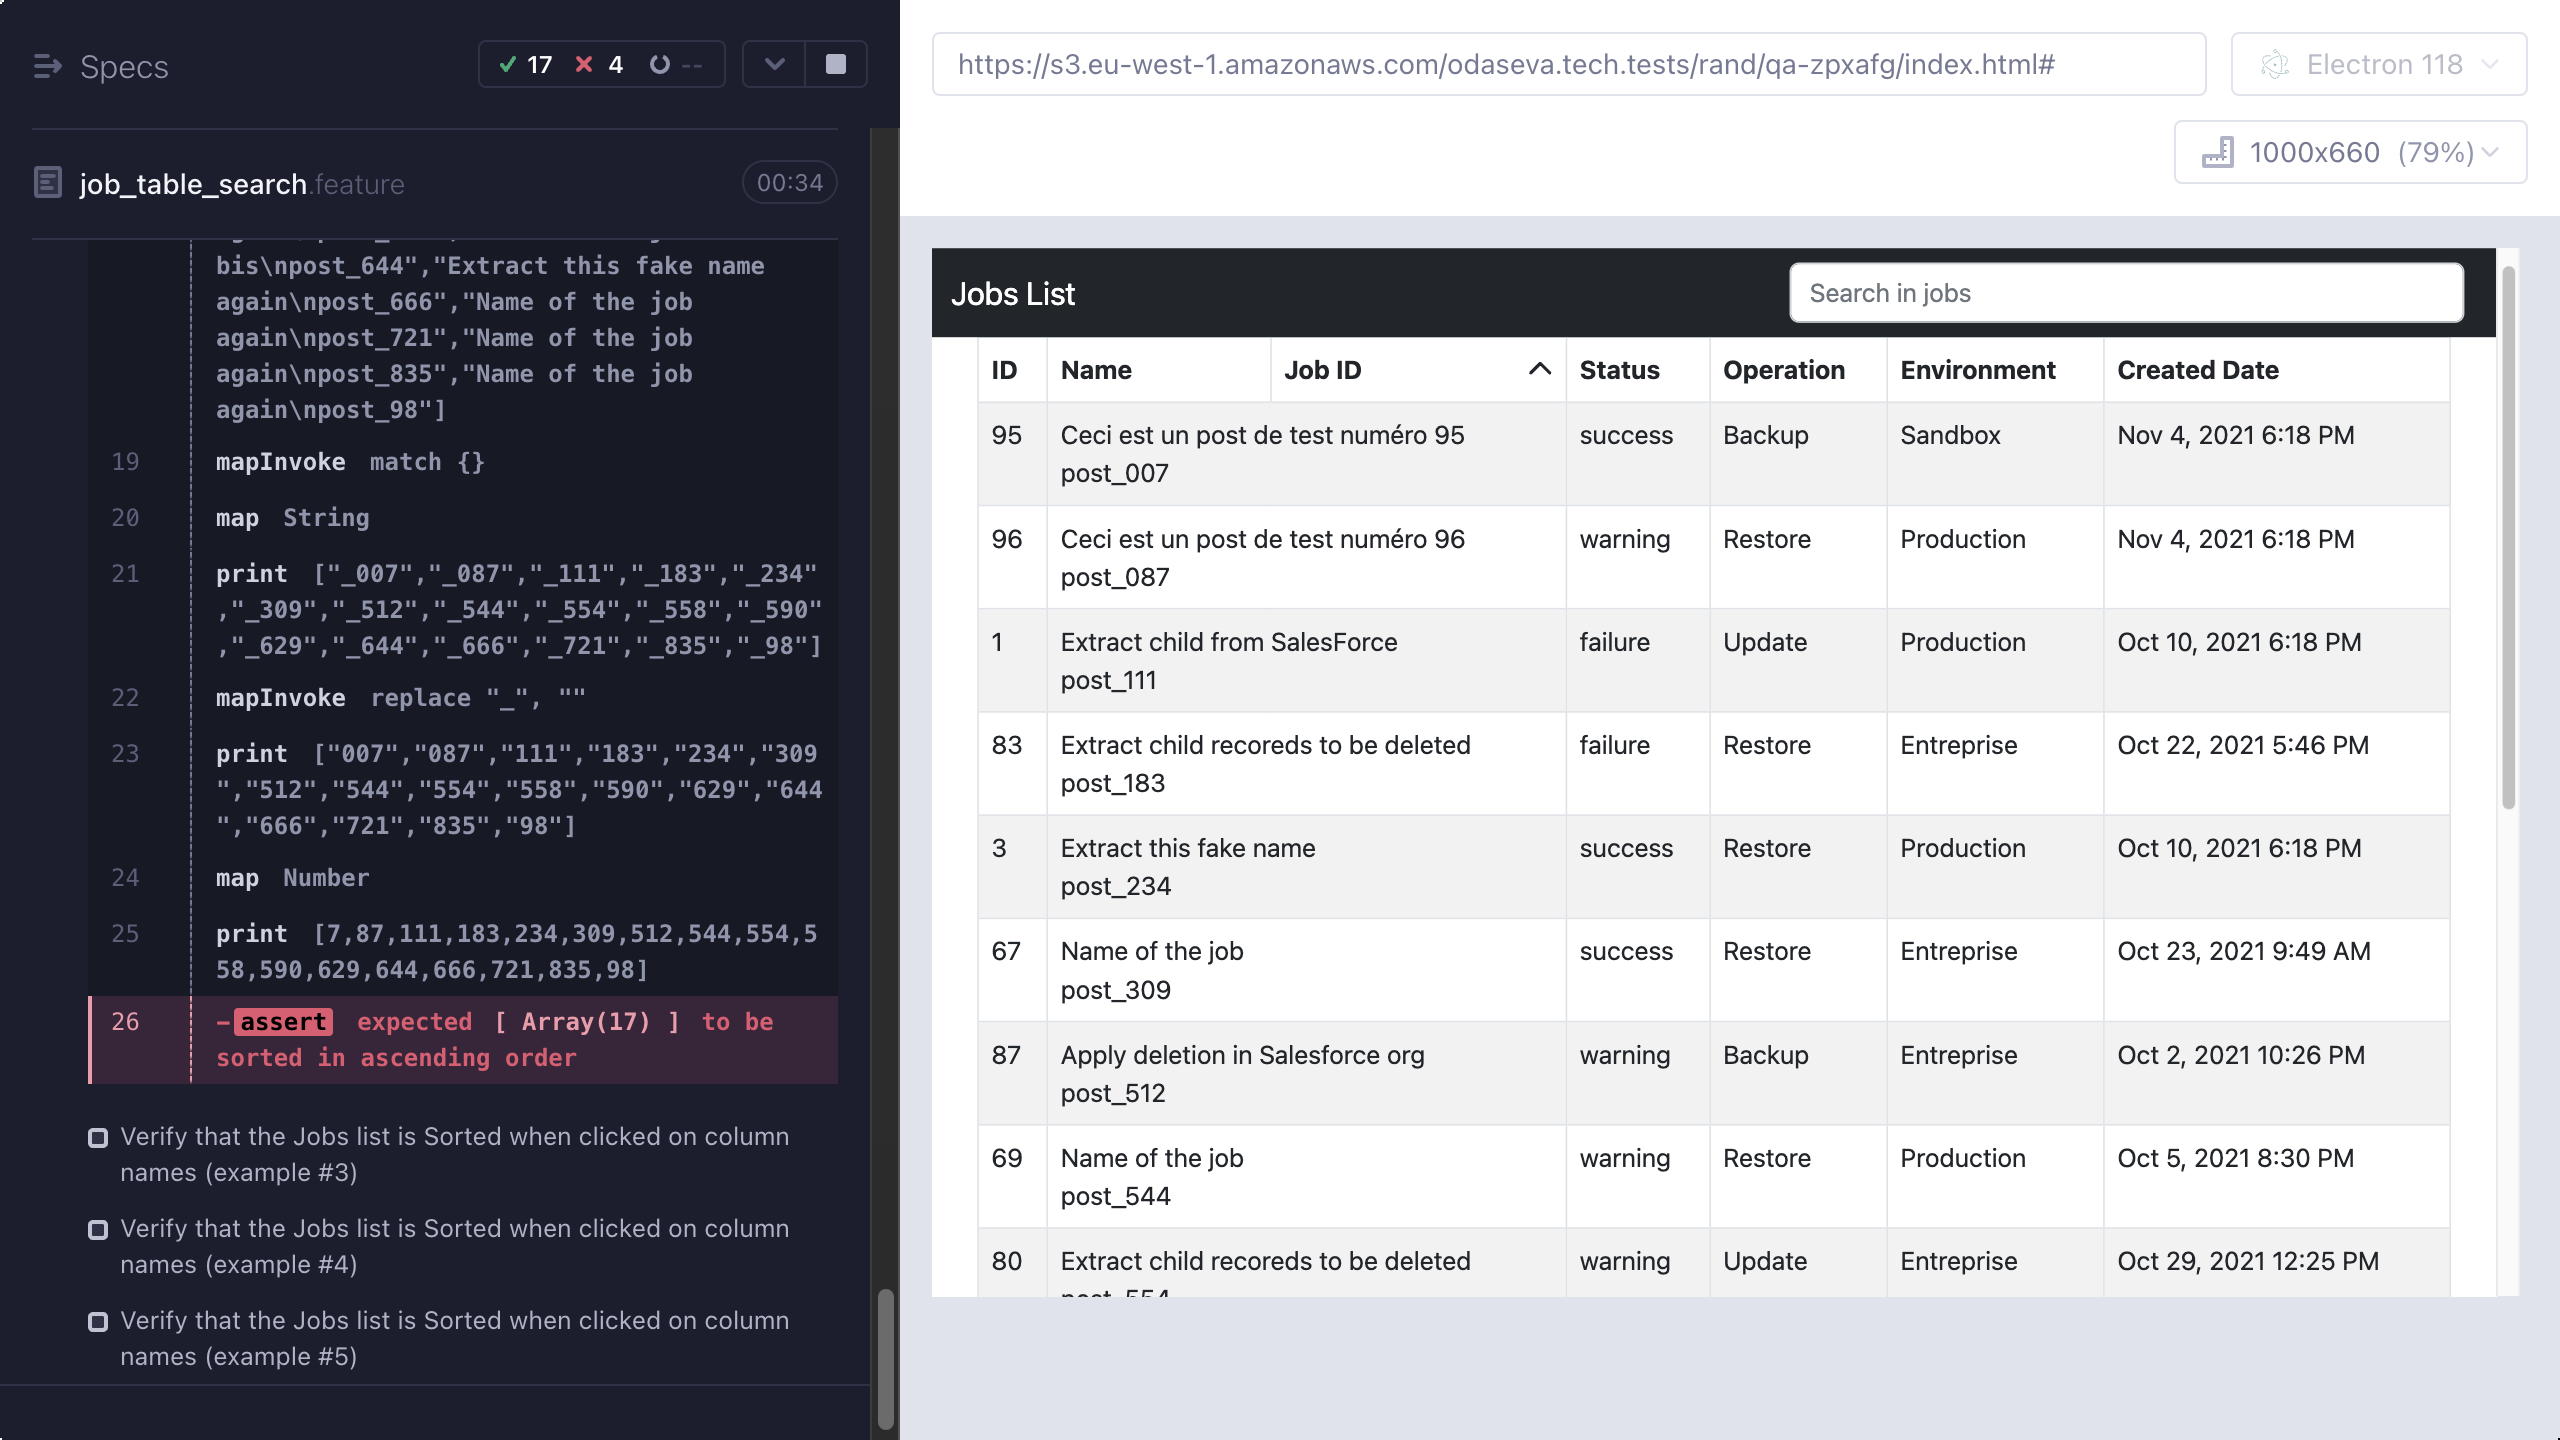 Specs
17 4 --
job_table_search.feature 00:34
bis\npost_644","Extract this fake name
again\npost_666","Name of the job
again\npost_721","Name of the job
again\npost_835","Name of the job
again\npost_98"]
19 mapInvoke match {}
20 map String
21 print ["_007","_087","_111","_183","_234"
,"_309","_512","_544","_554","_558","_590"
,"_629","_644","_666","_721","_835","_98"]
22 mapInvoke replace "_", ""
23 print ["007","087","111","183","234","309
","512","544","554","558","590","629","644
","666","721","835","98"]
24 map Number
25 print [7,87,111,183,234,309,512,544,554,5
58,590,629,644,666,721,835,98]
26 -assert expected [ Array(17) ] to be
sorted in ascending order
Verify that the Jobs list is Sorted when clicked on column
names (example #3)
Verify that the Jobs list is Sorted when clicked on column
names (example #4)
Verify that the Jobs list is Sorted when clicked on column
names (example #5)
https://s3.eu-west-1.amazonaws.com/odaseva.tech.tests/rand/qa-zpxafg/index.html#
Electron 118
1000x660 (79%)
Jobs List Search in jobs
ID Name Job ID Status Operation Environment Created Date
95 Ceci est un post de test numéro 95 success Backup Sandbox Nov 4, 2021 6:18 PM
post_007
96 Ceci est un post de test numéro 96 warning Restore Production Nov 4, 2021 6:18 PM
post_087
1 Extract child from SalesForce failure Update Production Oct 10, 2021 6:18 PM
post_111
83 Extract child recoreds to be deleted failure Restore Entreprise Oct 22, 2021 5:46 PM
post_183
3 Extract this fake name success Restore Production Oct 10, 2021 6:18 PM
post_234
67 Name of the job success Restore Entreprise Oct 23, 2021 9:49 AM
post_309
87 Apply deletion in Salesforce org warning Backup Entreprise Oct 2, 2021 10:26 PM
post_512
69 Name of the job warning Restore Production Oct 5, 2021 8:30 PM
post_544
80 Extract child recoreds to be deleted warning Update Entreprise Oct 29, 2021 12:25 PM
post_554